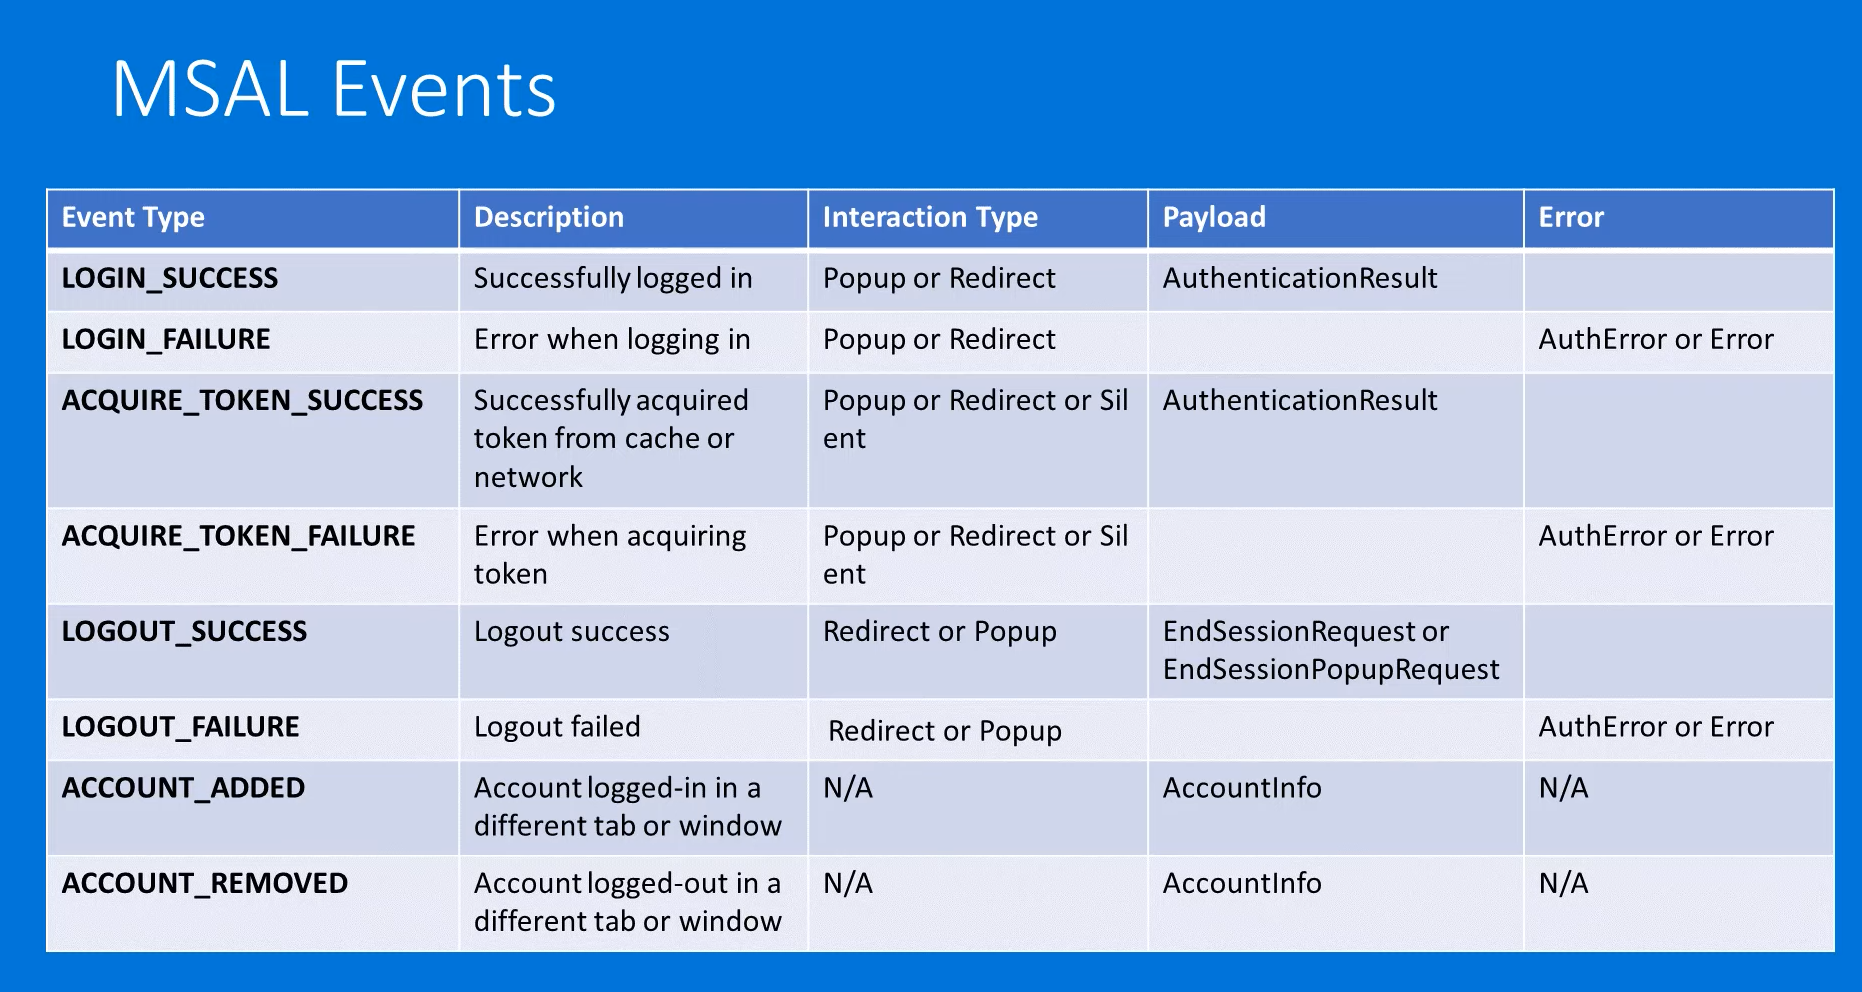 MSAL Events
Event Type Description Interaction Type Payload Error
LOGIN_SUCCESS Successfully logged in Popup or Redirect AuthenticationResult
LOGIN_FAILURE Error when logging in Popup or Redirect AuthError or Error
ACQUIRE_TOKEN_SUCCESS Successfully acquired Popup or Redirect or Sil AuthenticationResult
token from cache or ent
network
ACQUIRE_TOKEN_FAILURE Error when acquiring Popup or Redirect or Sil AuthError or Error
token ent
LOGOUT_SUCCESS Logout success Redirect or Popup EndSessionRequest or
EndSessionPopupRequest
LOGOUT_FAILURE Logout failed Redirect or Popup AuthError or Error
ACCOUNT_ADDED Account logged-in in a N/A AccountInfo N/A
different tab or window
ACCOUNT_REMOVED Account logged-out in a N/A AccountInfo N/A
different tab or window